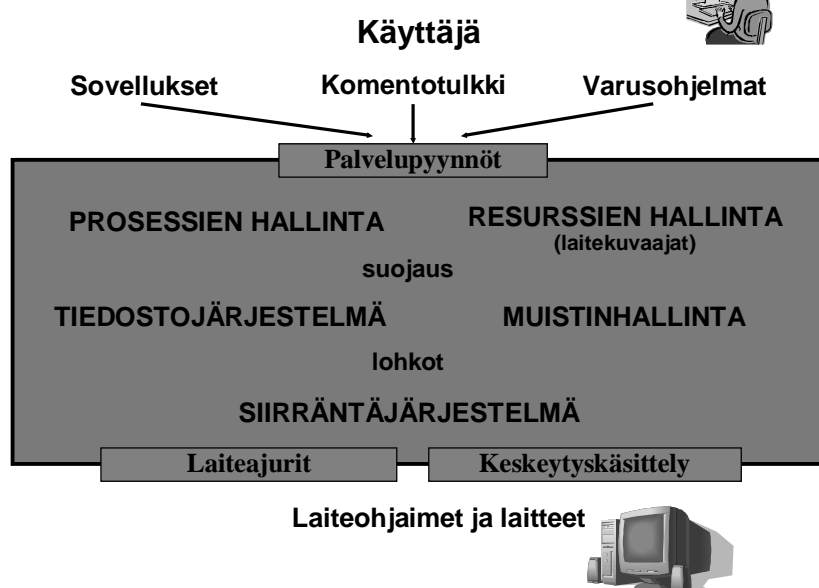 Käyttäjä
Sovellukset Komentotulkki Varusohjelmat
Palvelupyynnöt
PROSESSIEN HALLINTA RESURSSIEN HALLINTA
(laitekuvaajat)
suojaus
TIEDOSTOJÄRJESTELMÄ MUISTINHALLINTA
lohkot
SIIRRÄNTÄJÄRJESTELMÄ
Laiteajurit Keskeytyskäsittely
Laiteohjaimet ja laitteet